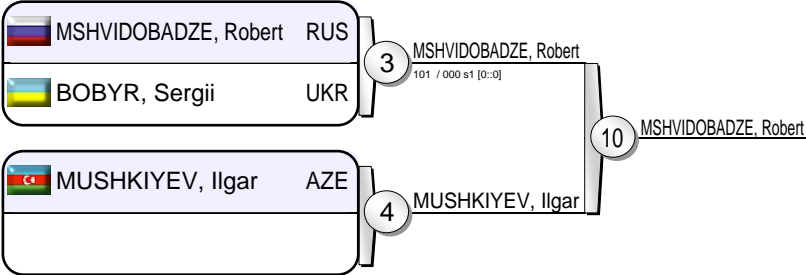 MSHVIDOBADZE, Robert RUS
BOBYR, Sergii UKR
3
MSHVIDOBADZE, Robert
101 / 000 s1 [0::0]
10
MSHVIDOBADZE, Robert
MUSHKIYEV, Ilgar AZE
4
MUSHKIYEV, Ilgar